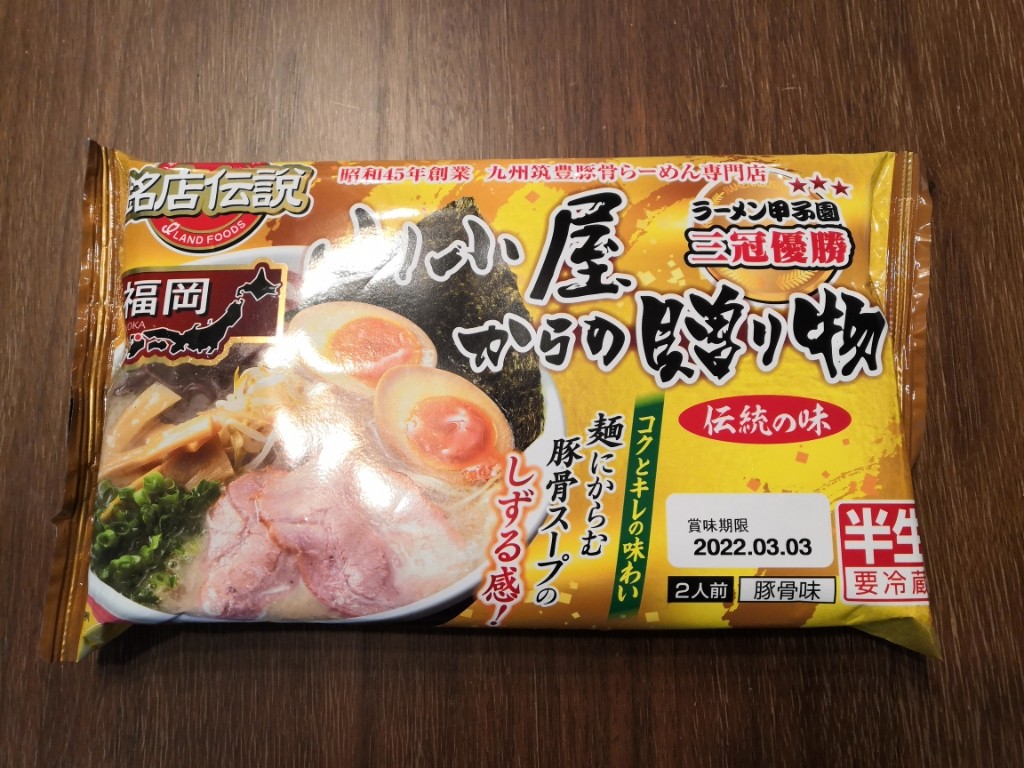 銘店伝説
ISLAND FOODS
昭和45年創業 九州筑豊豚骨らーめん専門店
★★★
ラーメン甲子園
三冠優勝
福岡
OKA
山小屋
からの贈り物
伝統の味
コクとキレの味わい
麺にからむ
豚骨スープの
しずる感!
賞味期限
2022.03.03
2人前
豚骨味
半生
要冷蔵